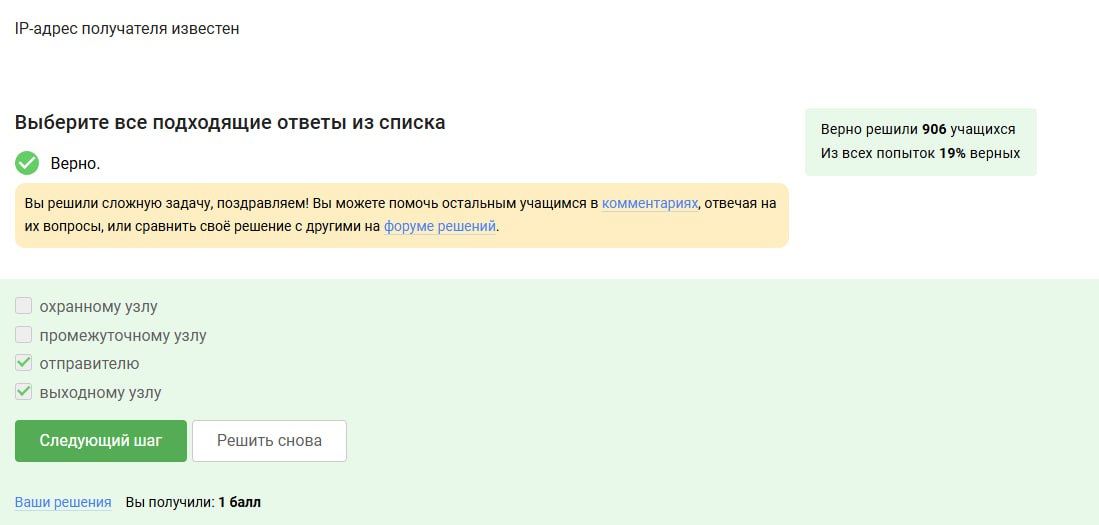 IP-адрес получателя известен
Выберите все подходящие ответы из списка
Верно решили 906 учащихся
Из всех попыток 19% верных
Верно.
Вы решили сложную задачу, поздравляем! Вы можете помочь остальным учащимся в комментариях, отвечая на
их вопросы, или сравнить своё решение с другими на форуме решений.
охранному узлу
промежуточному узлу
отправителю
выходному узлу
Следующий шаг
Решить снова
Ваши решения Вы получили: 1 балл